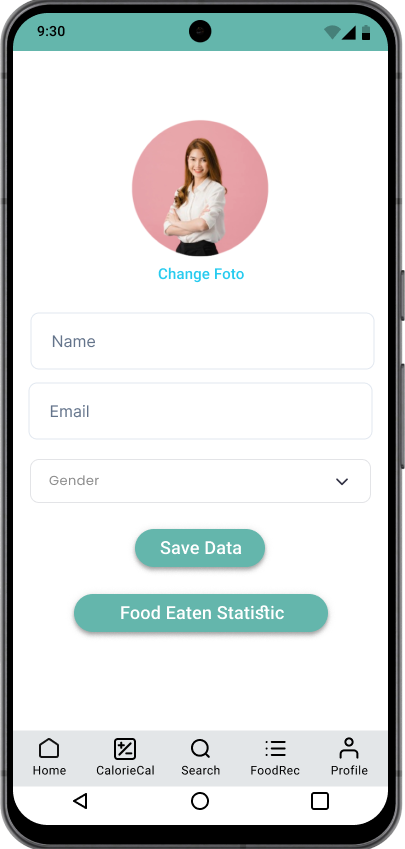 9:30
Change Foto
Name
Email
Gender
Save Data
Food Eaten Statistic
Home CalorieCal Search FoodRec Profile